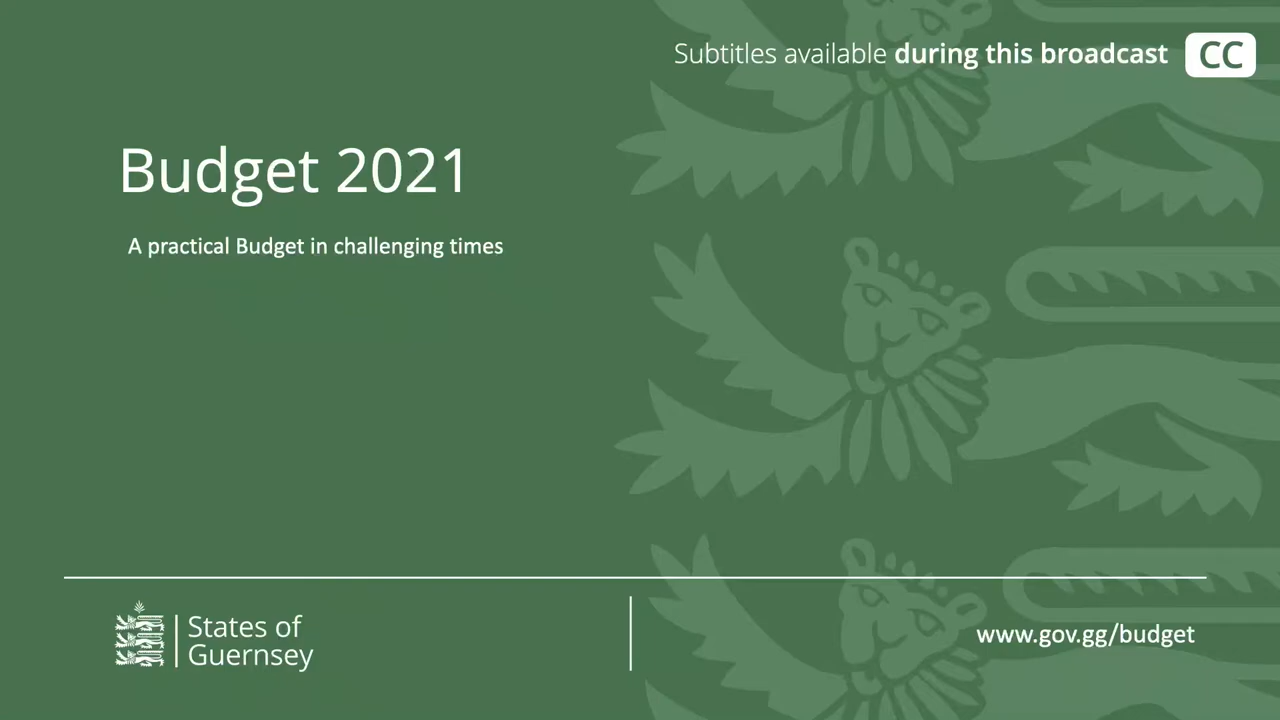 Subtitles available during this broadcast CC
Budget 2021
A practical Budget in challenging times
States of
Guernsey
www.gov.gg/budget